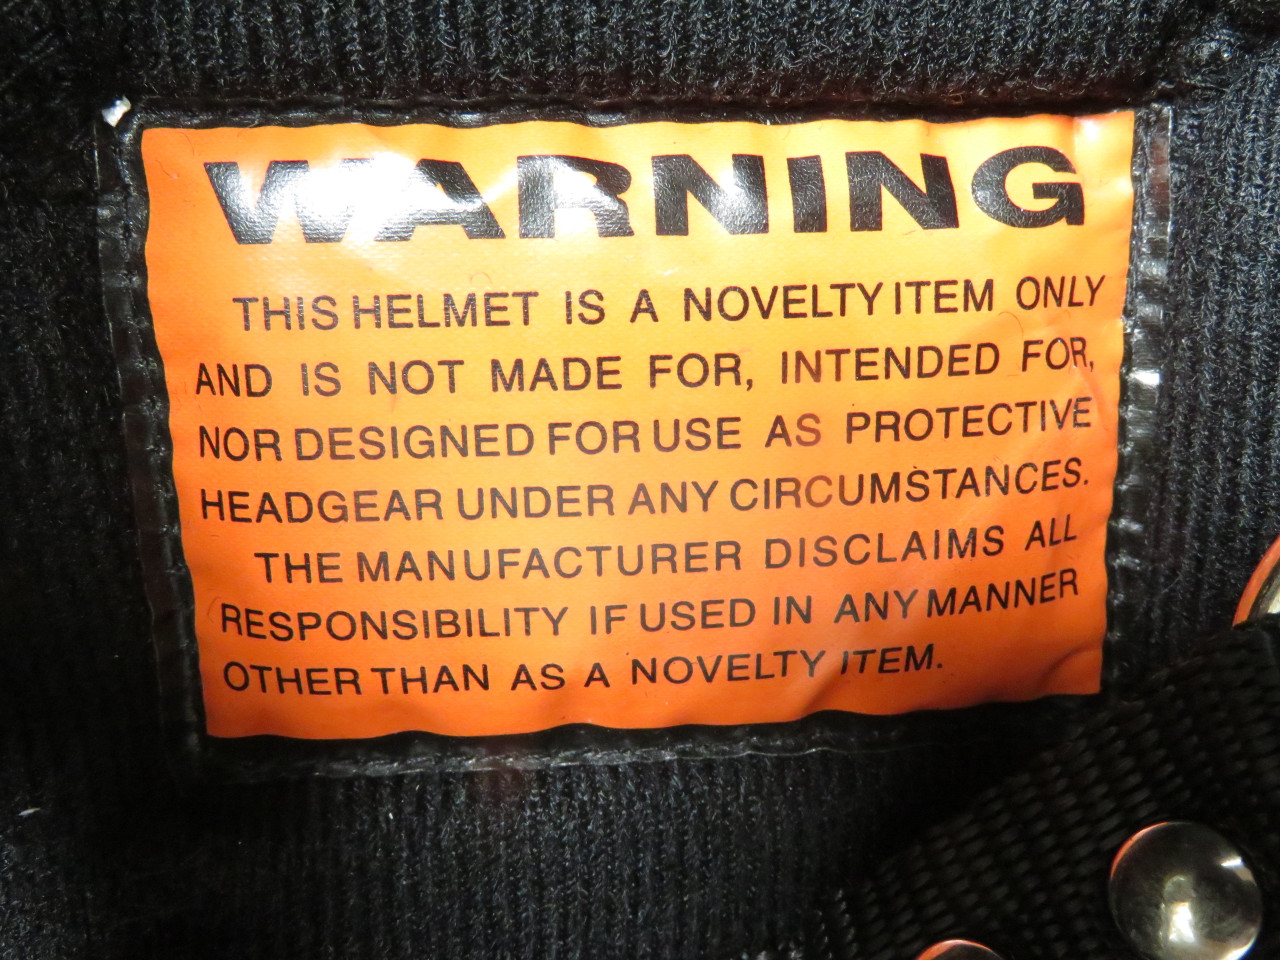 WARNING
THIS HELMET IS A NOVELTY ITEM ONLY
AND IS NOT MADE FOR, INTENDED FOR,
NOR DESIGNED FOR USE AS PROTECTIVE
HEADGEAR UNDER ANY CIRCUMSTANCES.
THE MANUFACTURER DISCLAIMS ALL
RESPONSIBILITY IF USED IN ANY MANNER
OTHER THAN AS A NOVELTY ITEM.